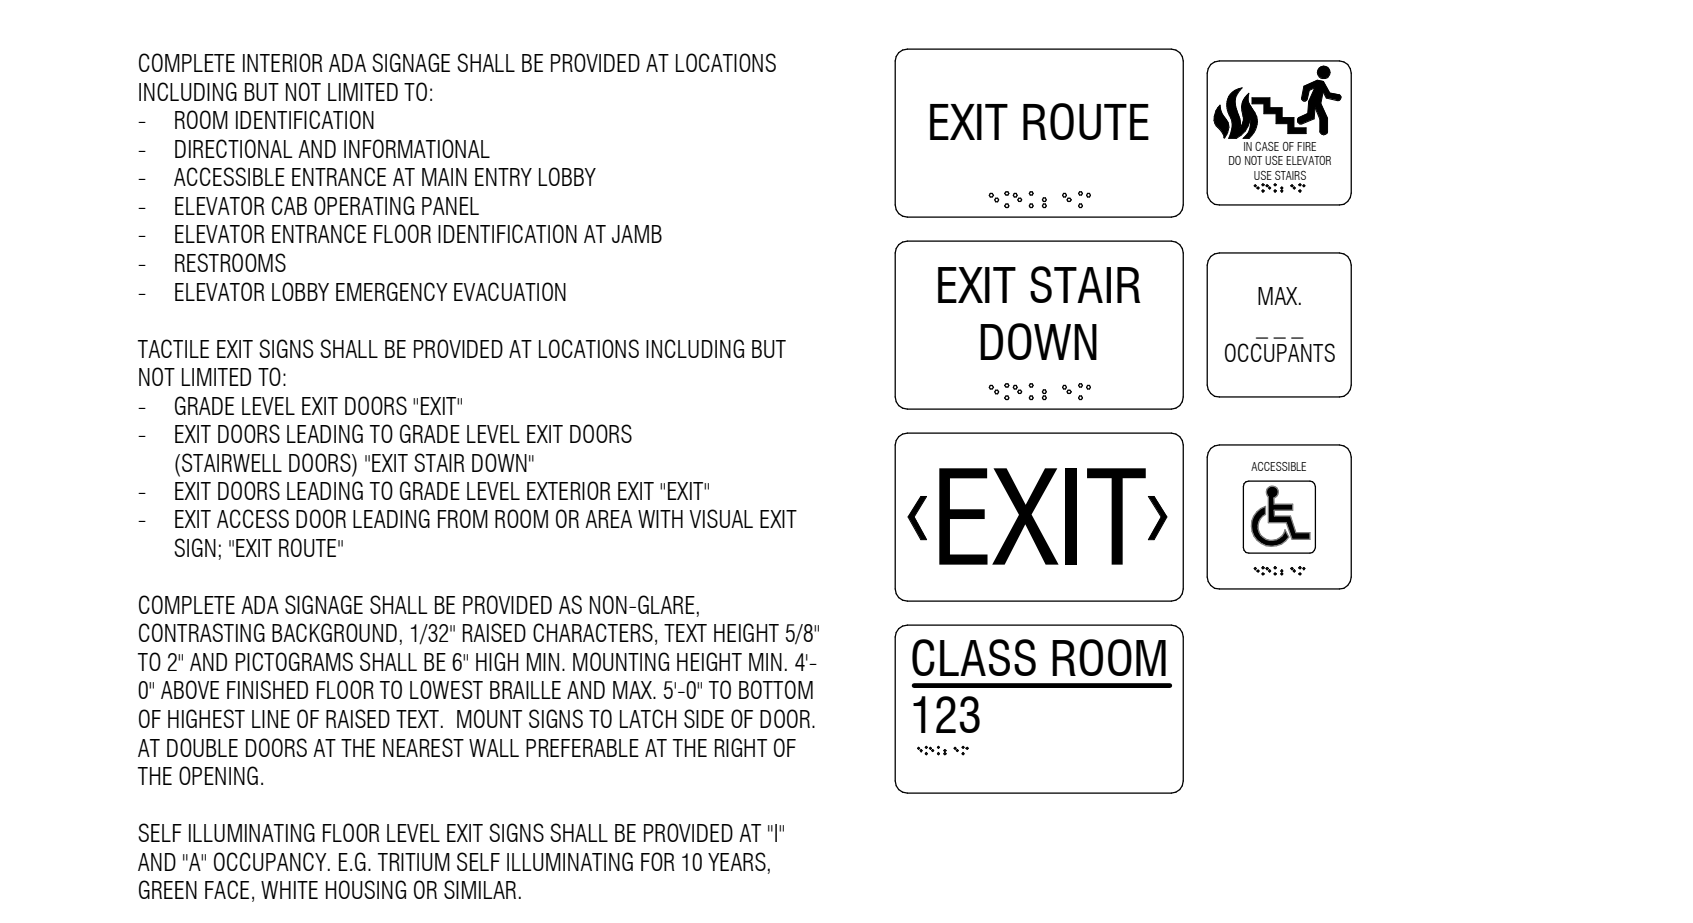 COMPLETE INTERIOR ADA SIGNAGE SHALL BE PROVIDED AT LOCATIONS
INCLUDING BUT NOT LIMITED TO:
- ROOM IDENTIFICATION
- DIRECTIONAL AND INFORMATIONAL
- ACCESSIBLE ENTRANCE AT MAIN ENTRY LOBBY
- ELEVATOR CAB OPERATING PANEL
- ELEVATOR ENTRANCE FLOOR IDENTIFICATION AT JAMB
- RESTROOMS
- ELEVATOR LOBBY EMERGENCY EVACUATION
TACTILE EXIT SIGNS SHALL BE PROVIDED AT LOCATIONS INCLUDING BUT
NOT LIMITED TO:
- GRADE LEVEL EXIT DOORS "EXIT"
- EXIT DOORS LEADING TO GRADE LEVEL EXIT DOORS
(STAIRWELL DOORS) "EXIT STAIR DOWN"
- EXIT DOORS LEADING TO GRADE LEVEL EXTERIOR EXIT "EXIT"
- EXIT ACCESS DOOR LEADING FROM ROOM OR AREA WITH VISUAL EXIT
SIGN; "EXIT ROUTE"
COMPLETE ADA SIGNAGE SHALL BE PROVIDED AS NON-GLARE,
CONTRASTING BACKGROUND, 1/32" RAISED CHARACTERS, TEXT HEIGHT 5/8"
TO 2" AND PICTOGRAMS SHALL BE 6" HIGH MIN. MOUNTING HEIGHT MIN. 4'-
0" ABOVE FINISHED FLOOR TO LOWEST BRAILLE AND MAX. 5'-0" TO BOTTOM
OF HIGHEST LINE OF RAISED TEXT. MOUNT SIGNS TO LATCH SIDE OF DOOR.
AT DOUBLE DOORS AT THE NEAREST WALL PREFERABLE AT THE RIGHT OF
THE OPENING.
SELF ILLUMINATING FLOOR LEVEL EXIT SIGNS SHALL BE PROVIDED AT "I"
AND "A" OCCUPANCY. E.G. TRITIUM SELF ILLUMINATING FOR 10 YEARS,
GREEN FACE, WHITE HOUSING OR SIMILAR.
EXIT ROUTE
IN CASE OF FIRE
DO NOT USE ELEVATOR
USE STAIRS
EXIT STAIR
DOWN
MAX.
_ _ _
OCCUPANTS
<EXIT>
ACCESSIBLE
CLASS ROOM
123